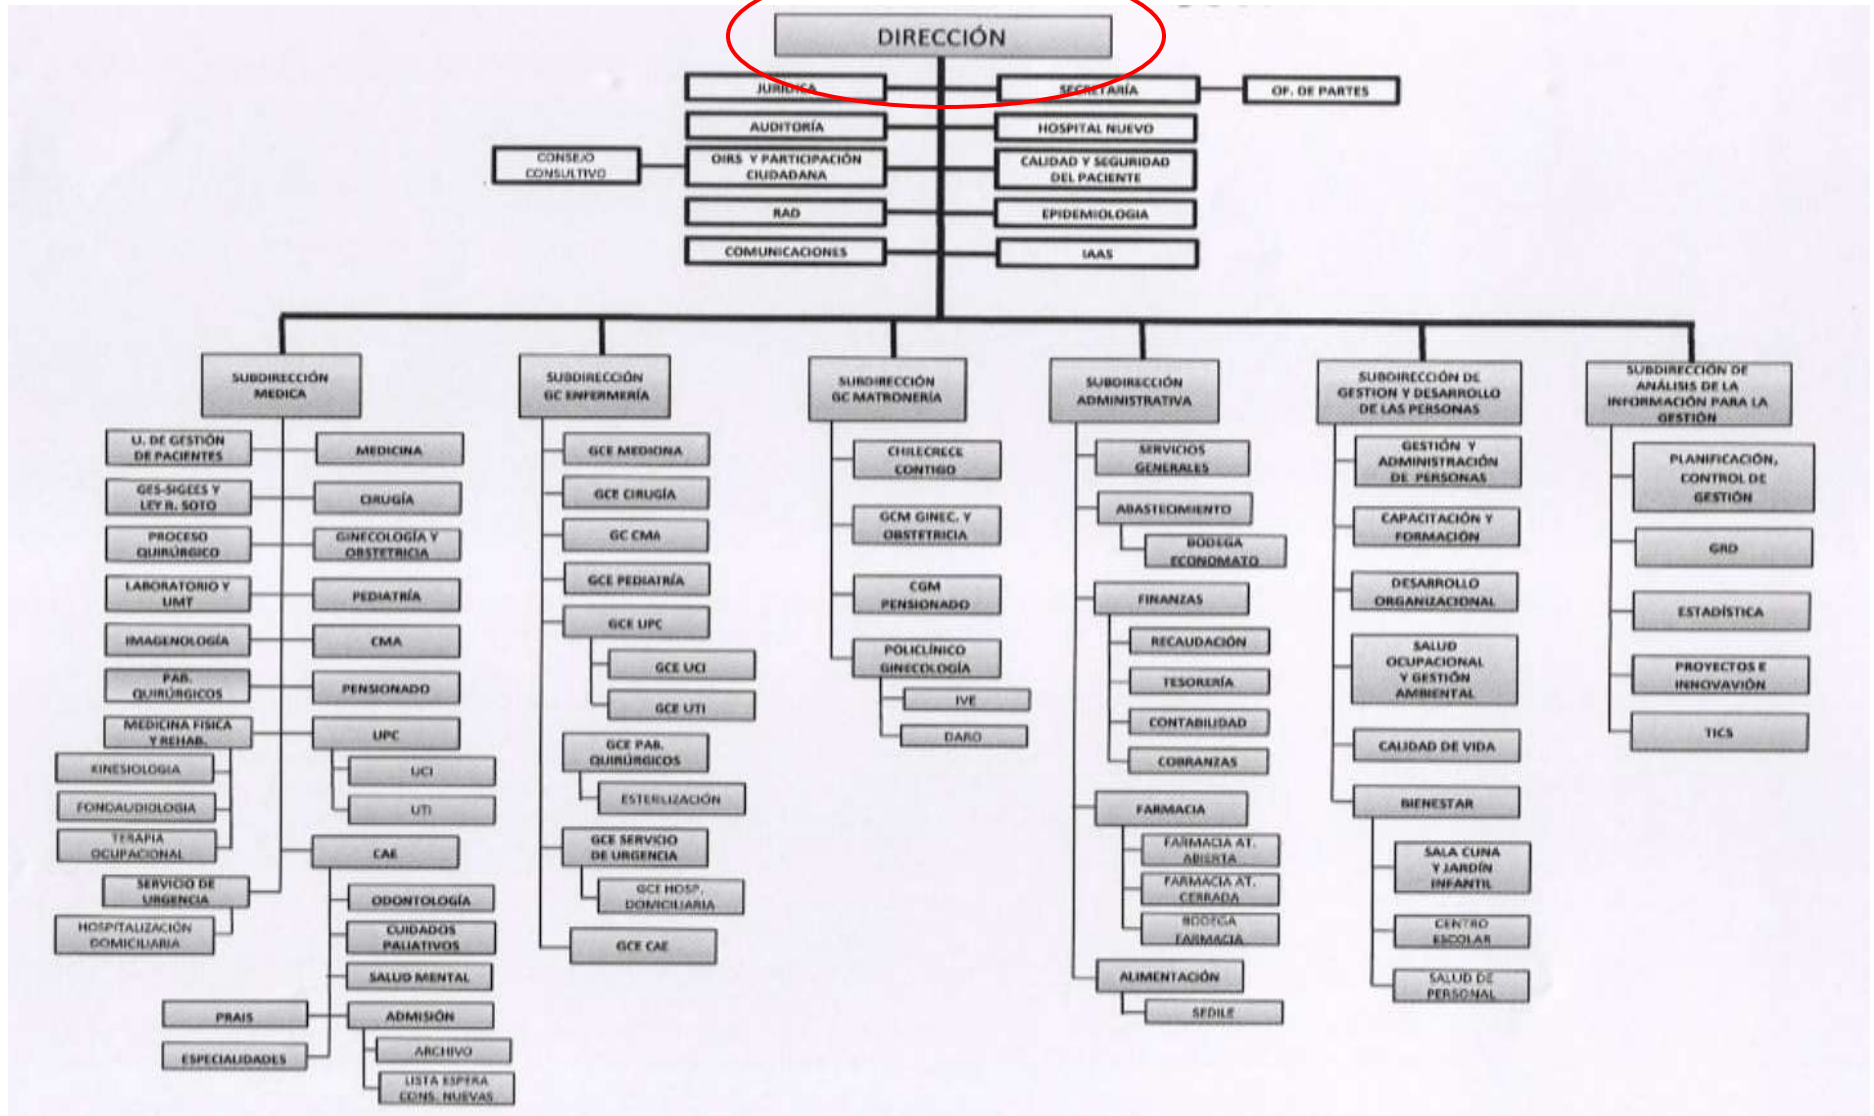 DIRECCIÓN
JURÍDICA
SECRETARÍA
OF. DE PARTES
AUDITORÍA
HOSPITAL NUEVO
CONSEJO
CONSULTIVO
OIRS Y PARTICIPACIÓN
CIUDADANA
CALIDAD Y SEGURIDAD
DEL PACIENTE
RAD
EPIDEMIOLOGIA
COMUNICACIONES
IAAS
SUBDIRECCIÓN
MEDICA
U. DE GESTIÓN
DE PACIENTES
MEDICINA
GES-SIGEES Y
LEY R. SOTO
CIRUGÍA
PROCESO
QUIRÚRGICO
GINECOLOGÍA Y
OBSTETRICIA
LABORATORIO Y
UMT
PEDIATRÍA
IMAGENOLOGÍA
CMA
PAB.
QUIRÚRGICOS
PENSIONADO
MEDICINA FISICA
Y REHAB.
UPC
KINESIOLOGIA
UCI
FONOAUDIOLOGIA
UTI
TERAPIA
OCUPACIONAL
CAE
SERVICIO DE
URGENCIA
ODONTOLOGÍA
HOSPITALIZACIÓN
DOMICILIARIA
CUIDADOS
PALIATIVOS
SALUD MENTAL
PRAIS
ADMISIÓN
ESPECIALIDADES
ARCHIVO
LISTA ESPERA
CONS. NUEVAS
SUBDIRECCIÓN
GC ENFERMERÍA
GCE MEDICINA
GCE CIRUGÍA
GC CMA
GCE PEDIATRÍA
GCE UPC
GCE UCI
GCE UTI
GCE PAB.
QUIRÚRGICOS
ESTERILIZACIÓN
GCE SERVICIO
DE URGENCIA
GCE HOSP.
DOMICILIARIA
GCE CAE
SUBDIRECCIÓN
GC MATRONERÍA
CHILECRECE
CONTIGO
GCM GINEC. Y
OBSTETRICIA
CGM
PENSIONADO
POLICLÍNICO
GINECOLOGÍA
IVE
DARO
SUBDIRECCIÓN
ADMINISTRATIVA
SERVICIOS
GENERALES
ABASTECIMIENTO
BODEGA
ECONOMATO
FINANZAS
RECAUDACIÓN
TESORERÍA
CONTABILIDAD
COBRANZAS
FARMACIA
FARMACIA AT.
ABIERTA
FARMACIA AT.
CERRADA
BODEGA
FARMACIA
ALIMENTACIÓN
SEDILE
SUBDIRECCIÓN DE
GESTION Y DESARROLLO
DE LAS PERSONAS
GESTIÓN Y
ADMINISTRACIÓN
DE PERSONAS
CAPACITACIÓN Y
FORMACIÓN
DESARROLLO
ORGANIZACIONAL
SALUD
OCUPACIONAL
Y GESTIÓN
AMBIENTAL
CALIDAD DE VIDA
BIENESTAR
SALA CUNA
Y JARDÍN
INFANTIL
CENTRO
ESCOLAR
SALUD DE
PERSONAL
SUBDIRECCIÓN DE
ANÁLISIS DE LA
INFORMACIÓN PARA LA
GESTIÓN
PLANIFICACIÓN,
CONTROL DE
GESTIÓN
GRD
ESTADÍSTICA
PROYECTOS E
INNOVAVIÓN
TICS